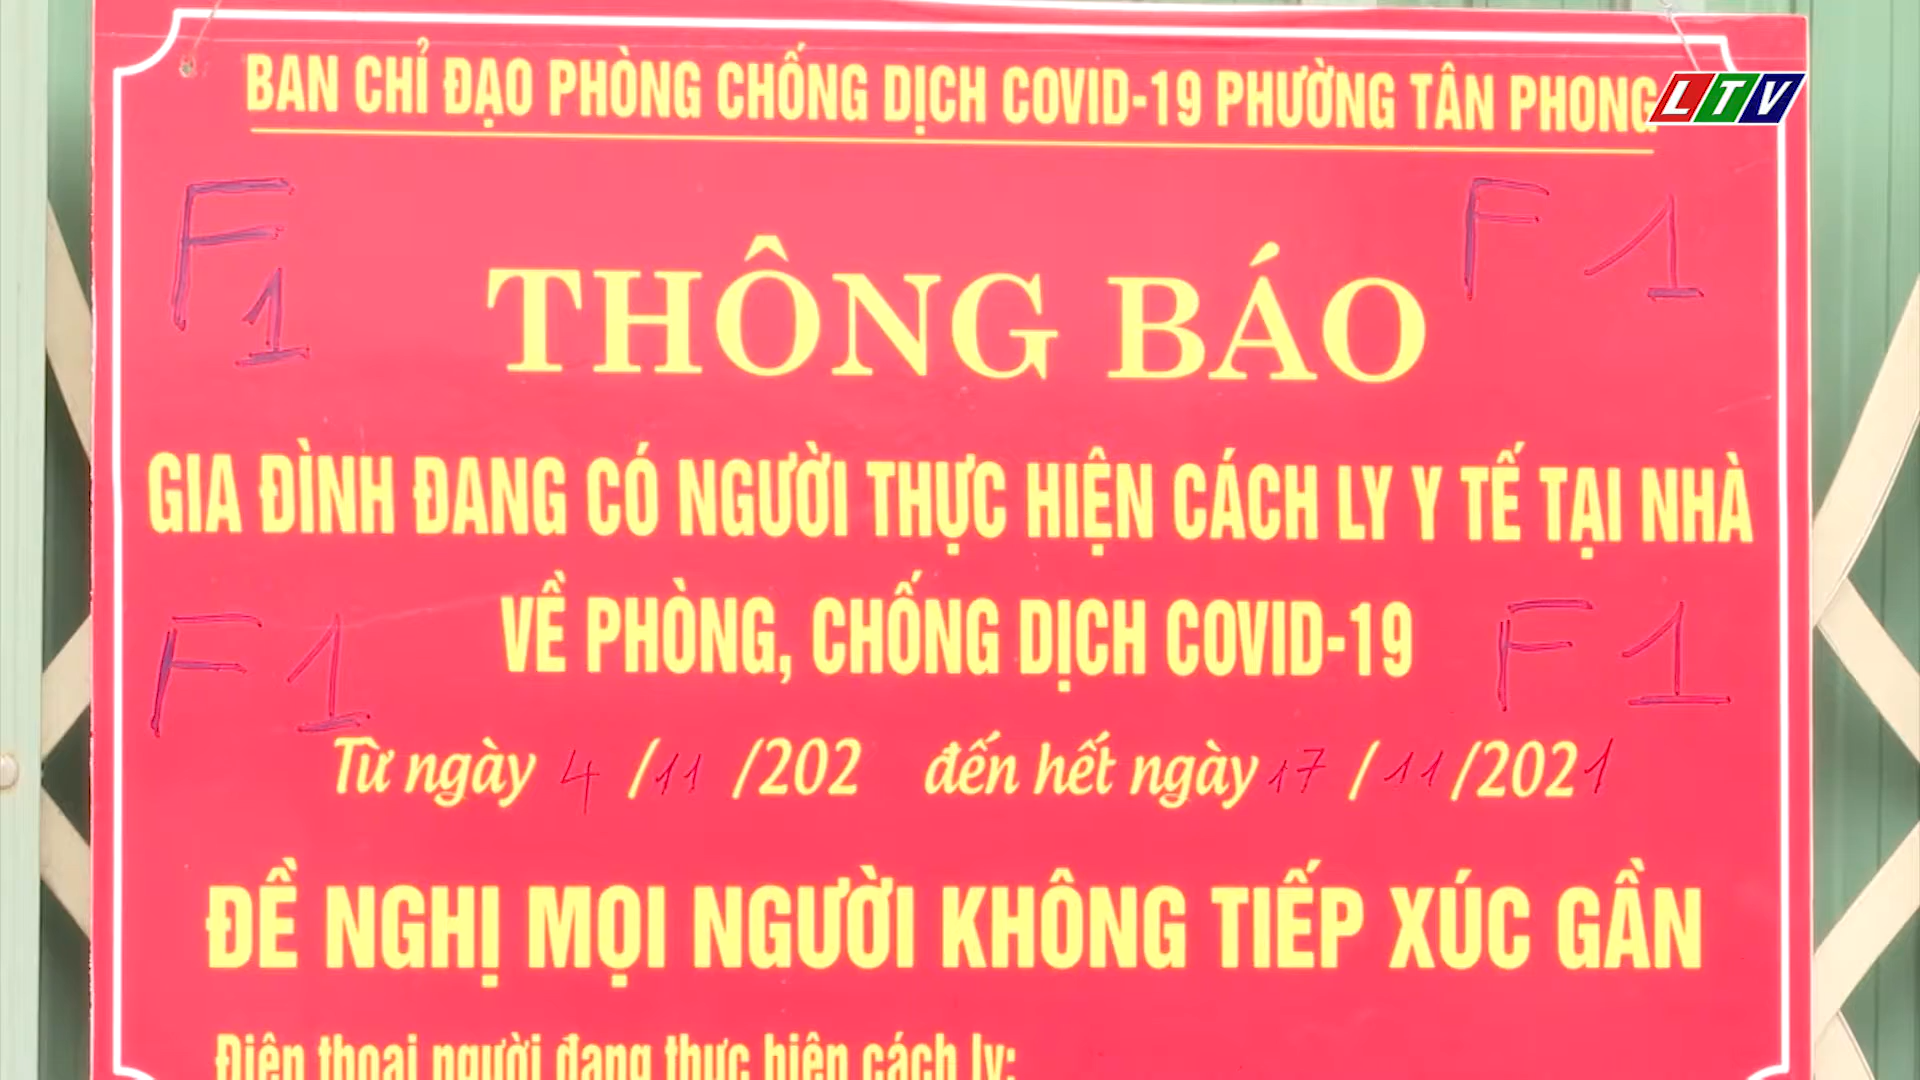 BAN CHỈ ĐẠO PHÒNG CHỐNG DỊCH COVID-19 PHƯỜNG TÂN PHONG
LTV
F1
F1
THÔNG BÁO
GIA ĐÌNH ĐANG CÓ NGƯỜI THỰC HIỆN CÁCH LY Y TẾ TẠI NHÀ
VỀ PHÒNG, CHỐNG DỊCH COVID-19
F1
F1
Từ ngày 4/11/202 đến hết ngày 17/11/2021
ĐỀ NGHỊ MỌI NGƯỜI KHÔNG TIẾP XÚC GẦN
Điện thoại người đang thực hiện cách ly: